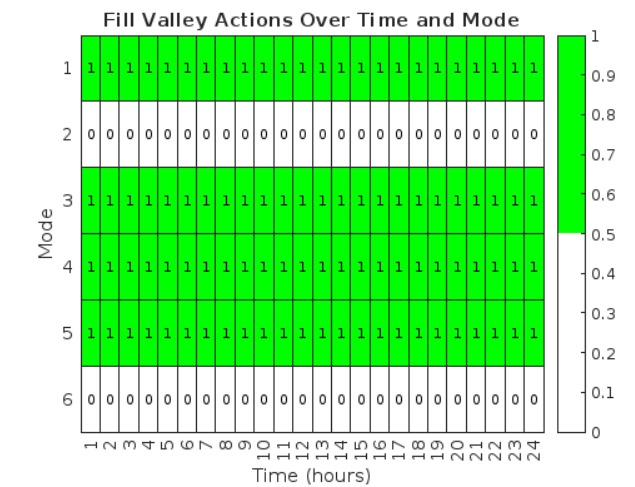 Fill Valley Actions Over Time and Mode
1 1 1 1 1 1 1 1 1 1 1 1 1 1 1 1 1 1 1 1 1 1 1 1 1
2 0 0 0 0 0 0 0 0 0 0 0 0 0 0 0 0 0 0 0 0 0 0 0 0
3 1 1 1 1 1 1 1 1 1 1 1 1 1 1 1 1 1 1 1 1 1 1 1 1
4 1 1 1 1 1 1 1 1 1 1 1 1 1 1 1 1 1 1 1 1 1 1 1 1
5 1 1 1 1 1 1 1 1 1 1 1 1 1 1 1 1 1 1 1 1 1 1 1 1
6 0 0 0 0 0 0 0 0 0 0 0 0 0 0 0 0 0 0 0 0 0 0 0 0
Mode
1 2 3 4 5 6 7 8 9 10 11 12 13 14 15 16 17 18 19 20 21 22 23 24
Time (hours)
1
0.9
0.8
0.7
0.6
0.5
0.4
0.3
0.2
0.1
0